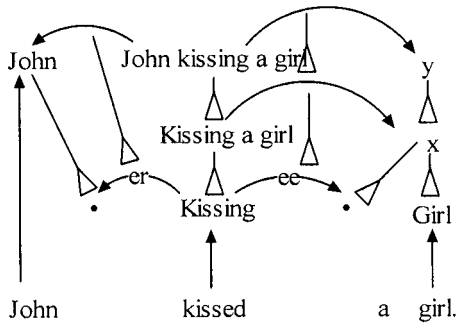 John John kissing a girl y
Kissing a girl x
er Kissing ee Girl
John kissed a girl.